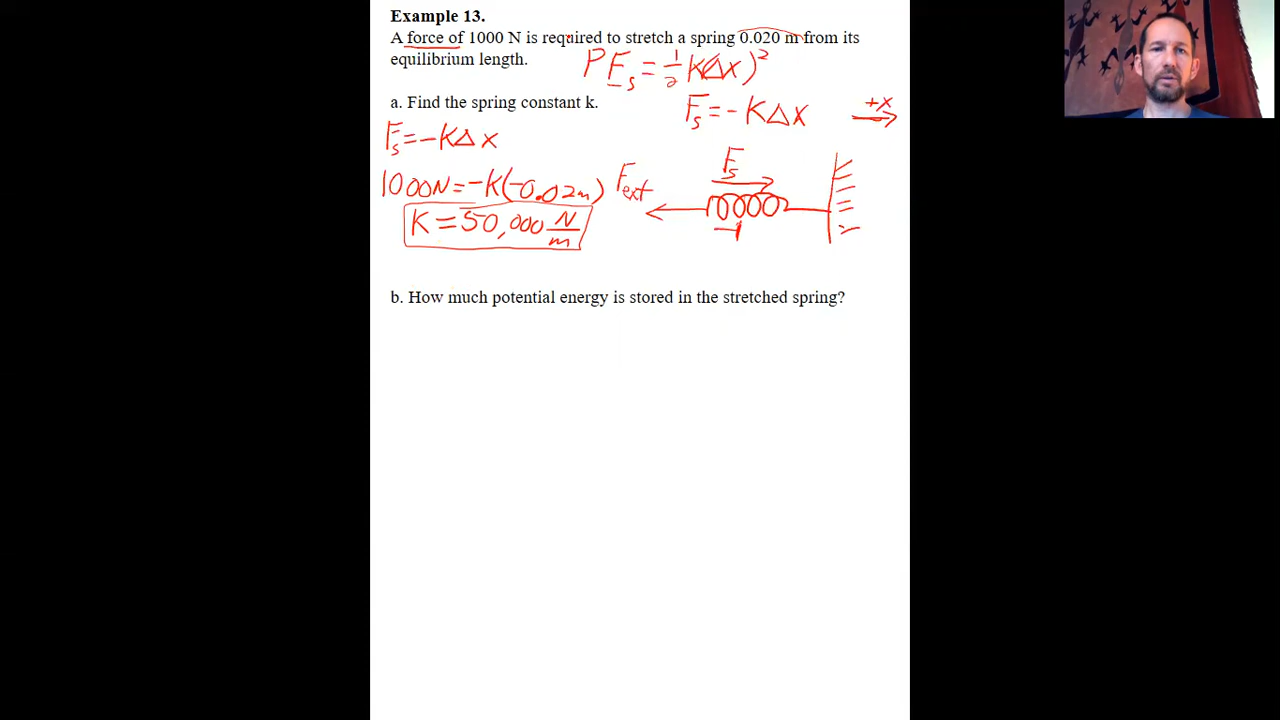 Example 13.
A force of 1000 N is required to stretch a spring 0.020 m from its
equilibrium length.
PEs = 1/2 K(Δx)²
a. Find the spring constant k.
Fs = -KΔx
+x
Fs = -KΔx
1000N = -K(-0.02m)
Fext
Fs
K = 50,000 N/m
b. How much potential energy is stored in the stretched spring?